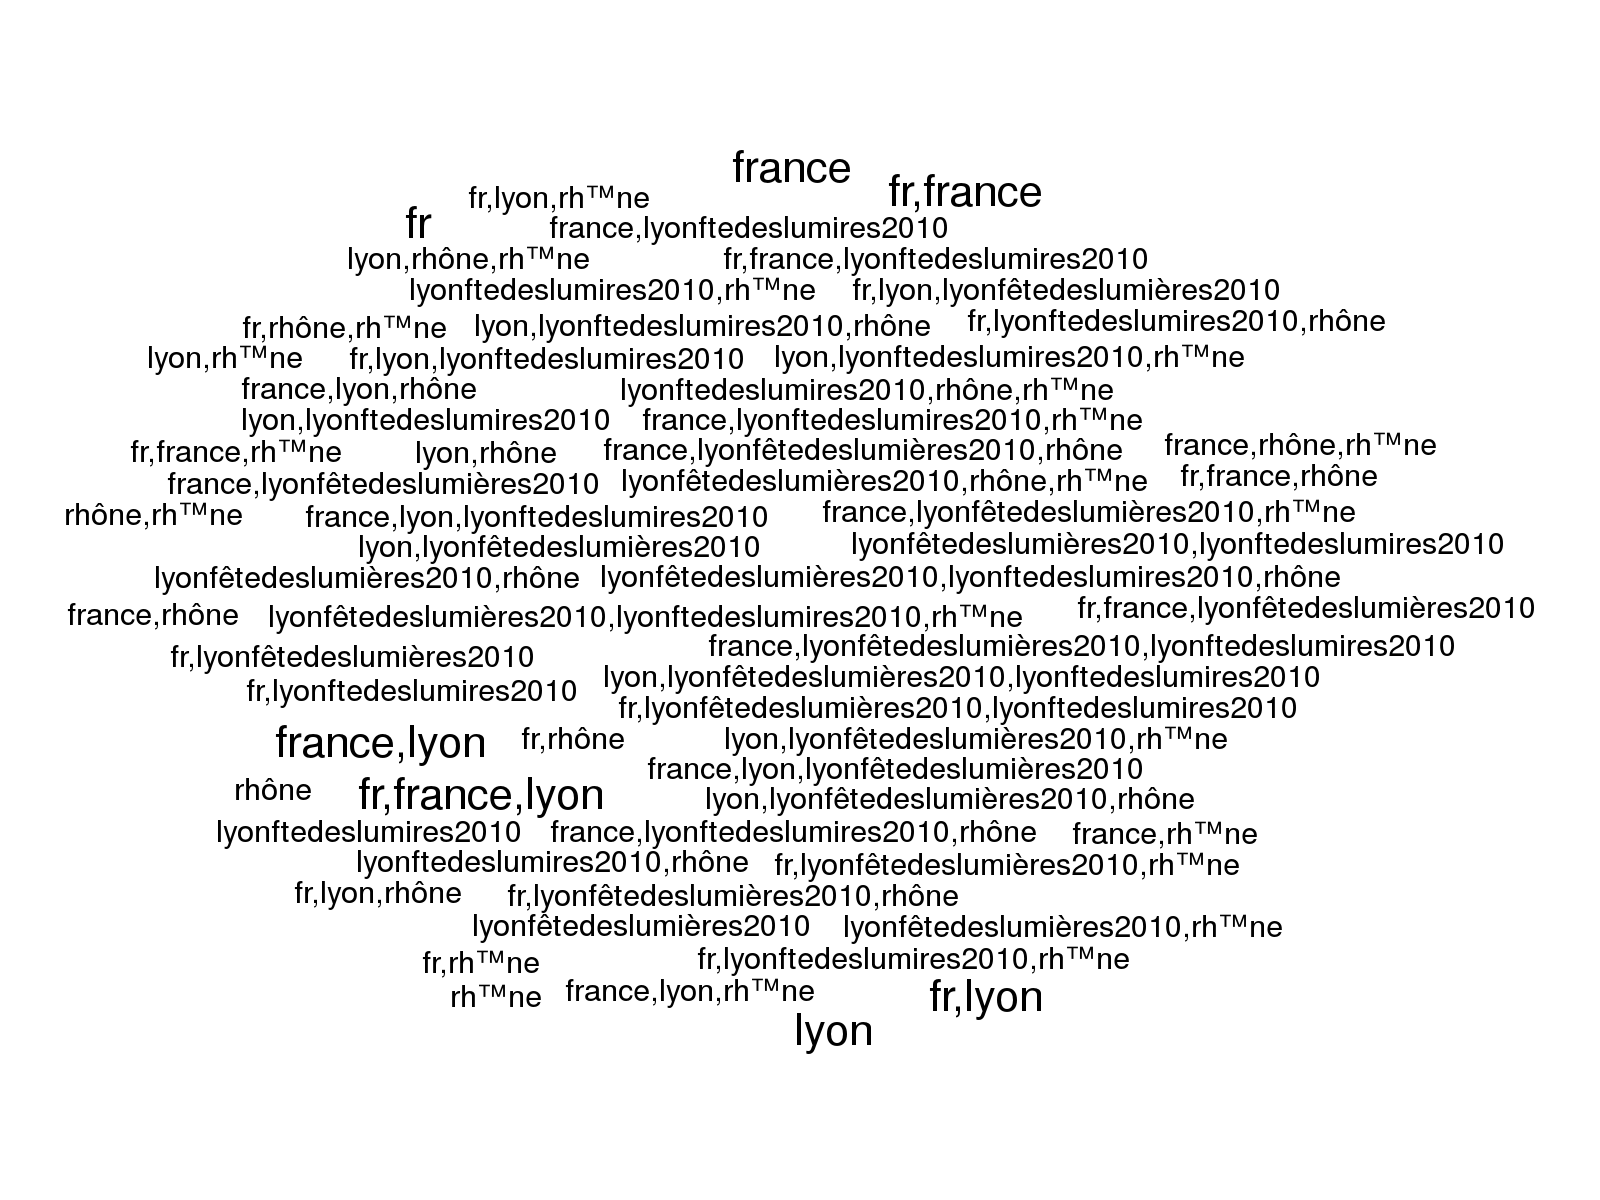 france
fr,france
fr,lyon,rh™ne
fr
france,lyonftedeslumires2010
lyon,rhône,rh™ne
fr,france,lyonftedeslumires2010
lyonftedeslumires2010,rh™ne
fr,lyon,lyonfêtedeslumières2010
fr,rhône,rh™ne
lyon,lyonftedeslumires2010,rhône
fr,lyonftedeslumires2010,rhône
lyon,rh™ne
fr,lyon,lyonftedeslumires2010
lyon,lyonftedeslumires2010,rh™ne
france,lyon,rhône
lyonftedeslumires2010,rhône,rh™ne
lyon,lyonftedeslumires2010
france,lyonftedeslumires2010,rh™ne
fr,france,rh™ne
lyon,rhône
france,lyonfêtedeslumières2010,rhône
france,rhône,rh™ne
france,lyonfêtedeslumières2010
lyonfêtedeslumières2010,rhône,rh™ne
fr,france,rhône
rhône,rh™ne
france,lyon,lyonftedeslumires2010
france,lyonfêtedeslumières2010,rh™ne
lyon,lyonfêtedeslumières2010
lyonfêtedeslumières2010,lyonftedeslumires2010
lyonfêtedeslumières2010,rhône
lyonfêtedeslumières2010,lyonftedeslumires2010,rhône
france,rhône
lyonfêtedeslumières2010,lyonftedeslumires2010,rh™ne
fr,france,lyonfêtedeslumières2010
fr,lyonfêtedeslumières2010
france,lyonfêtedeslumières2010,lyonftedeslumires2010
fr,lyonftedeslumires2010
lyon,lyonfêtedeslumières2010,lyonftedeslumires2010
fr,lyonfêtedeslumières2010,lyonftedeslumires2010
france,lyon
fr,rhône
lyon,lyonfêtedeslumières2010,rh™ne
france,lyon,lyonfêtedeslumières2010
rhône
fr,france,lyon
lyon,lyonfêtedeslumières2010,rhône
lyonftedeslumires2010
france,lyonftedeslumires2010,rhône
france,rh™ne
lyonftedeslumires2010,rhône
fr,lyonfêtedeslumières2010,rh™ne
fr,lyon,rhône
fr,lyonfêtedeslumières2010,rhône
lyonfêtedeslumières2010
lyonfêtedeslumières2010,rh™ne
fr,rh™ne
fr,lyonftedeslumires2010,rh™ne
rh™ne
france,lyon,rh™ne
fr,lyon
lyon